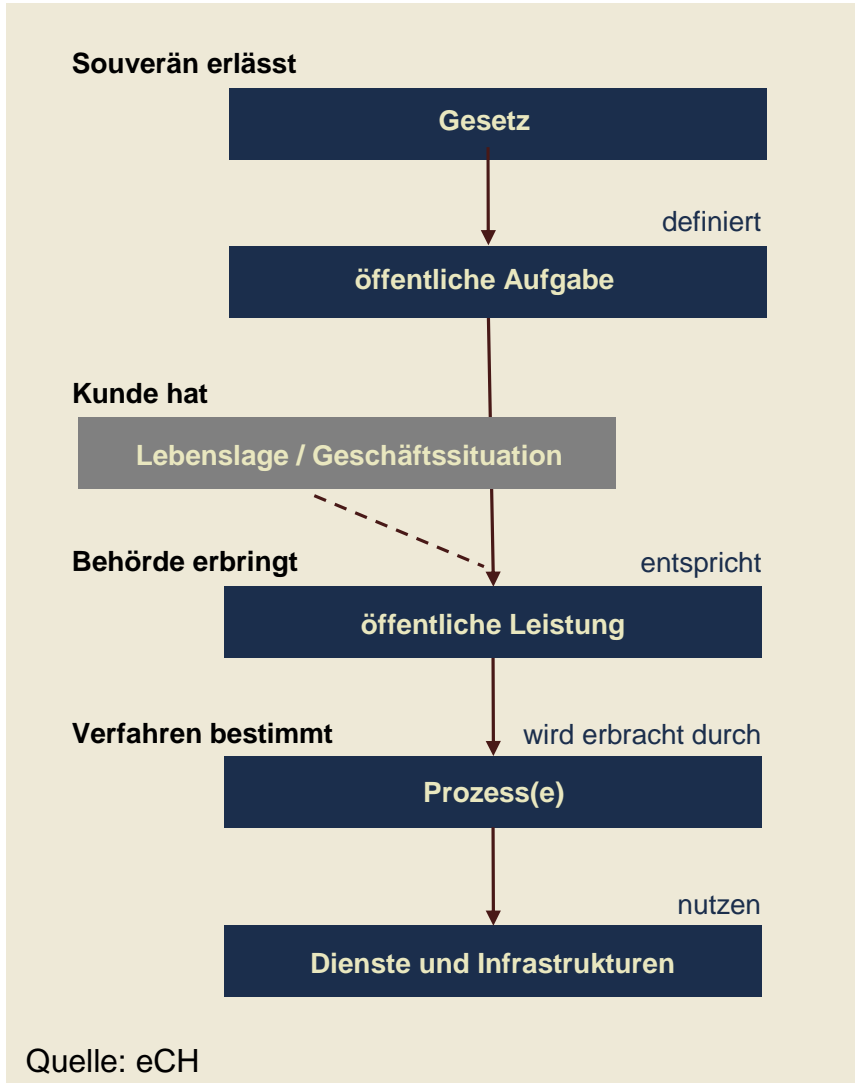 Souverän erlässt
Gesetz
definiert
öffentliche Aufgabe
Kunde hat
Lebenslage / Geschäftssituation
Behörde erbringt
entspricht
öffentliche Leistung
Verfahren bestimmt
wird erbracht durch
Prozess(e)
nutzen
Dienste und Infrastrukturen
Quelle: eCH